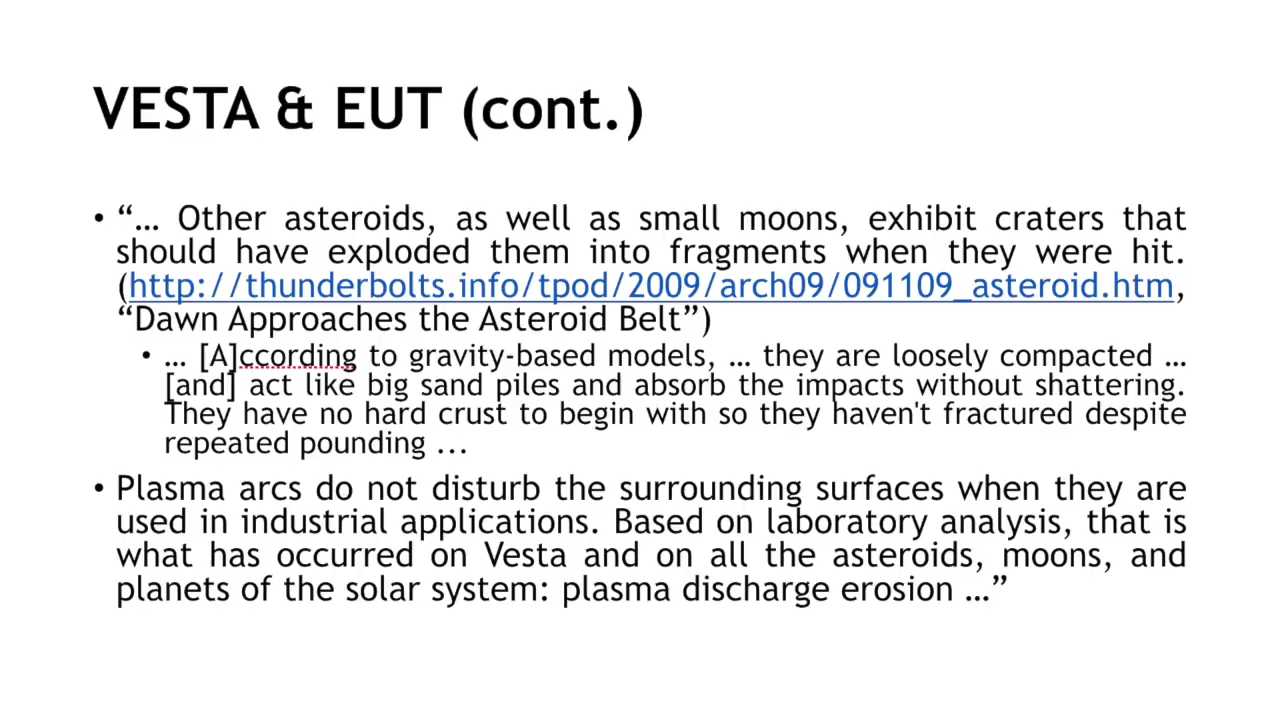 VESTA & EUT (cont.)
• “… Other asteroids, as well as small moons, exhibit craters that
should have exploded them into fragments when they were hit.
(http://thunderbolts.info/tpod/2009/arch09/091109_asteroid.htm,
“Dawn Approaches the Asteroid Belt”)
• … [A]ccording to gravity-based models, … they are loosely compacted …
[and] act like big sand piles and absorb the impacts without shattering.
They have no hard crust to begin with so they haven't fractured despite
repeated pounding ...
• Plasma arcs do not disturb the surrounding surfaces when they are
used in industrial applications. Based on laboratory analysis, that is
what has occurred on Vesta and on all the asteroids, moons, and
planets of the solar system: plasma discharge erosion …”